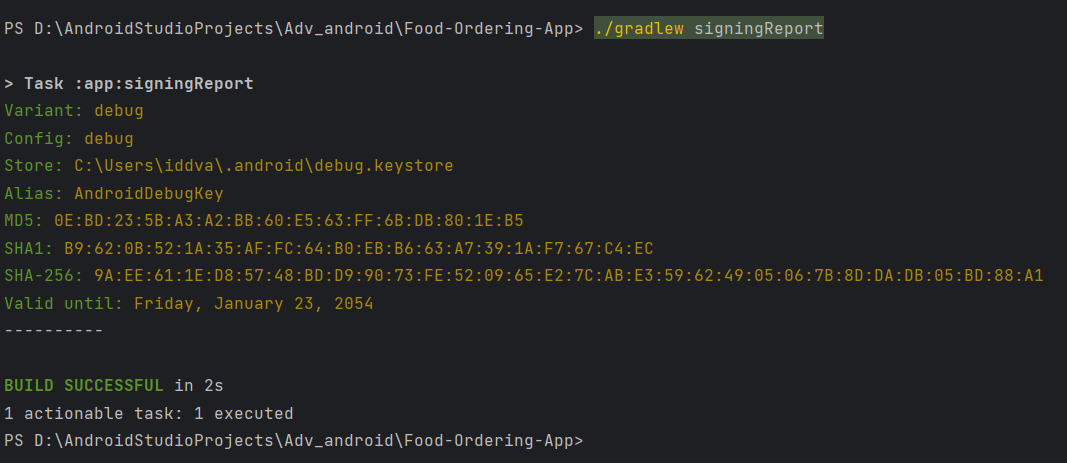 PS D:\AndroidStudioProjects\Adv_android\Food-Ordering-App> ./gradlew signingReport
> Task :app:signingReport
Variant: debug
Config: debug
Store: C:\Users\iddva\.android\debug.keystore
Alias: AndroidDebugKey
MD5: 0E:BD:23:5B:A3:A2:BB:60:E5:63:FF:6B:DB:80:1E:B5
SHA1: B9:62:0B:52:1A:35:AF:FC:64:B0:EB:B6:63:A7:39:1A:F7:67:C4:EC
SHA-256: 9A:EE:61:1E:D8:57:48:BD:D9:90:73:FE:52:09:65:E2:7C:AB:E3:59:62:49:05:06:7B:8D:DA:DB:05:BD:88:A1
Valid until: Friday, January 23, 2054
----------
BUILD SUCCESSFUL in 2s
1 actionable task: 1 executed
PS D:\AndroidStudioProjects\Adv_android\Food-Ordering-App>